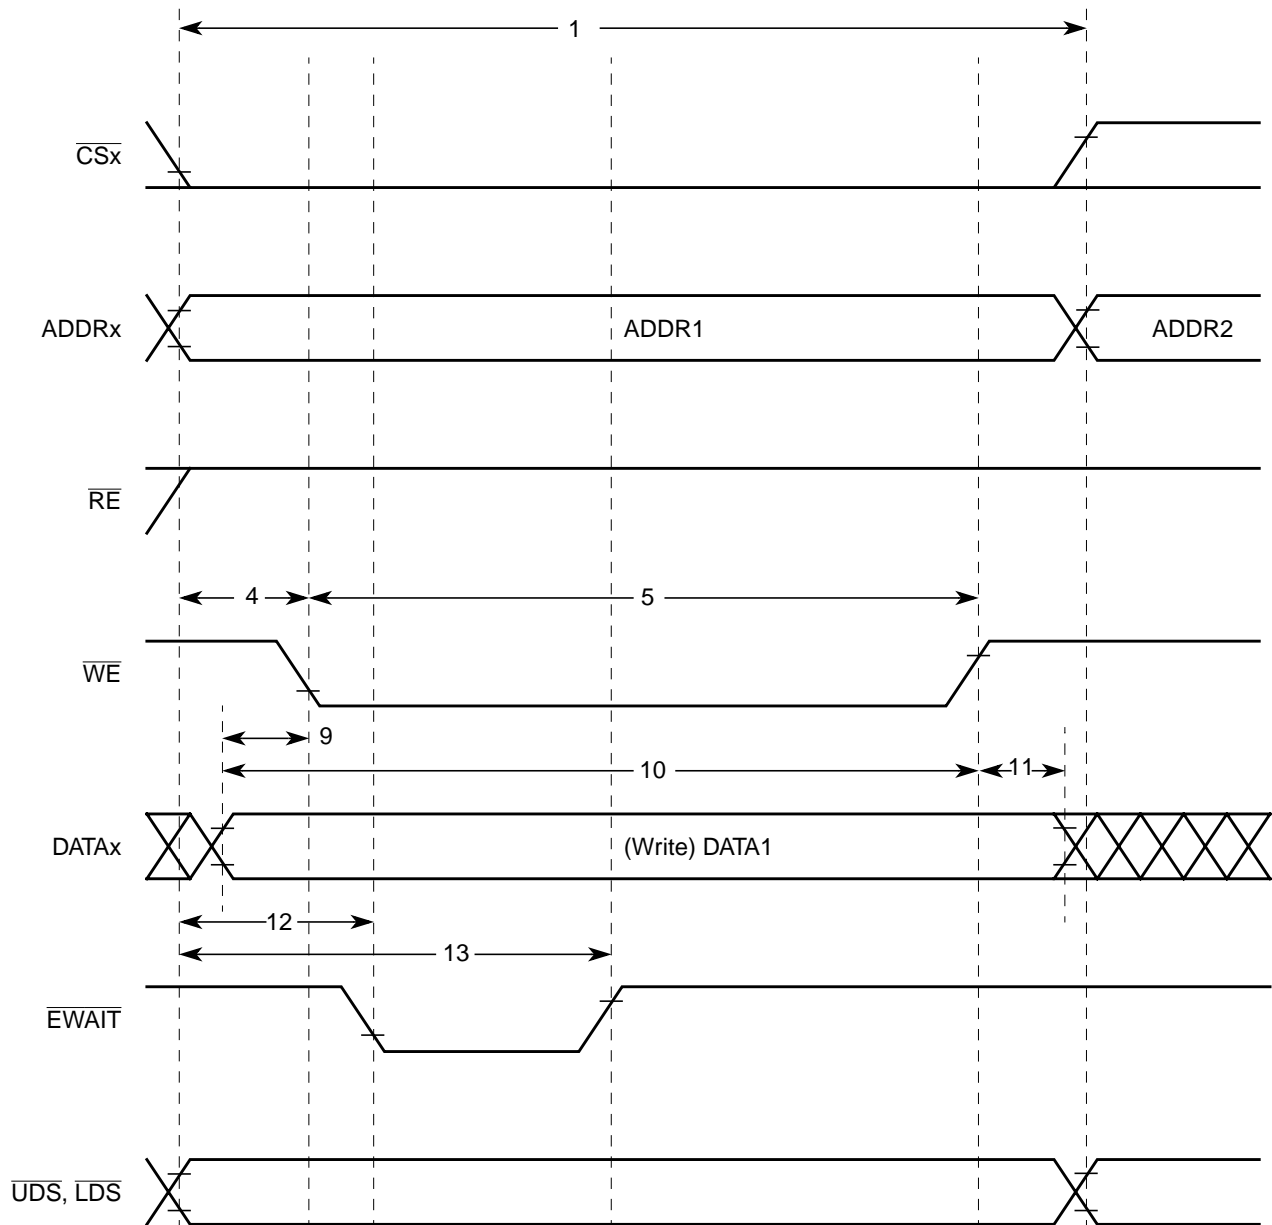 1
CSx
ADDRx ADDR1 ADDR2
RE
4 5
WE
9
10 11
DATAx (Write) DATA1
12
13
EWAIT
UDS, LDS